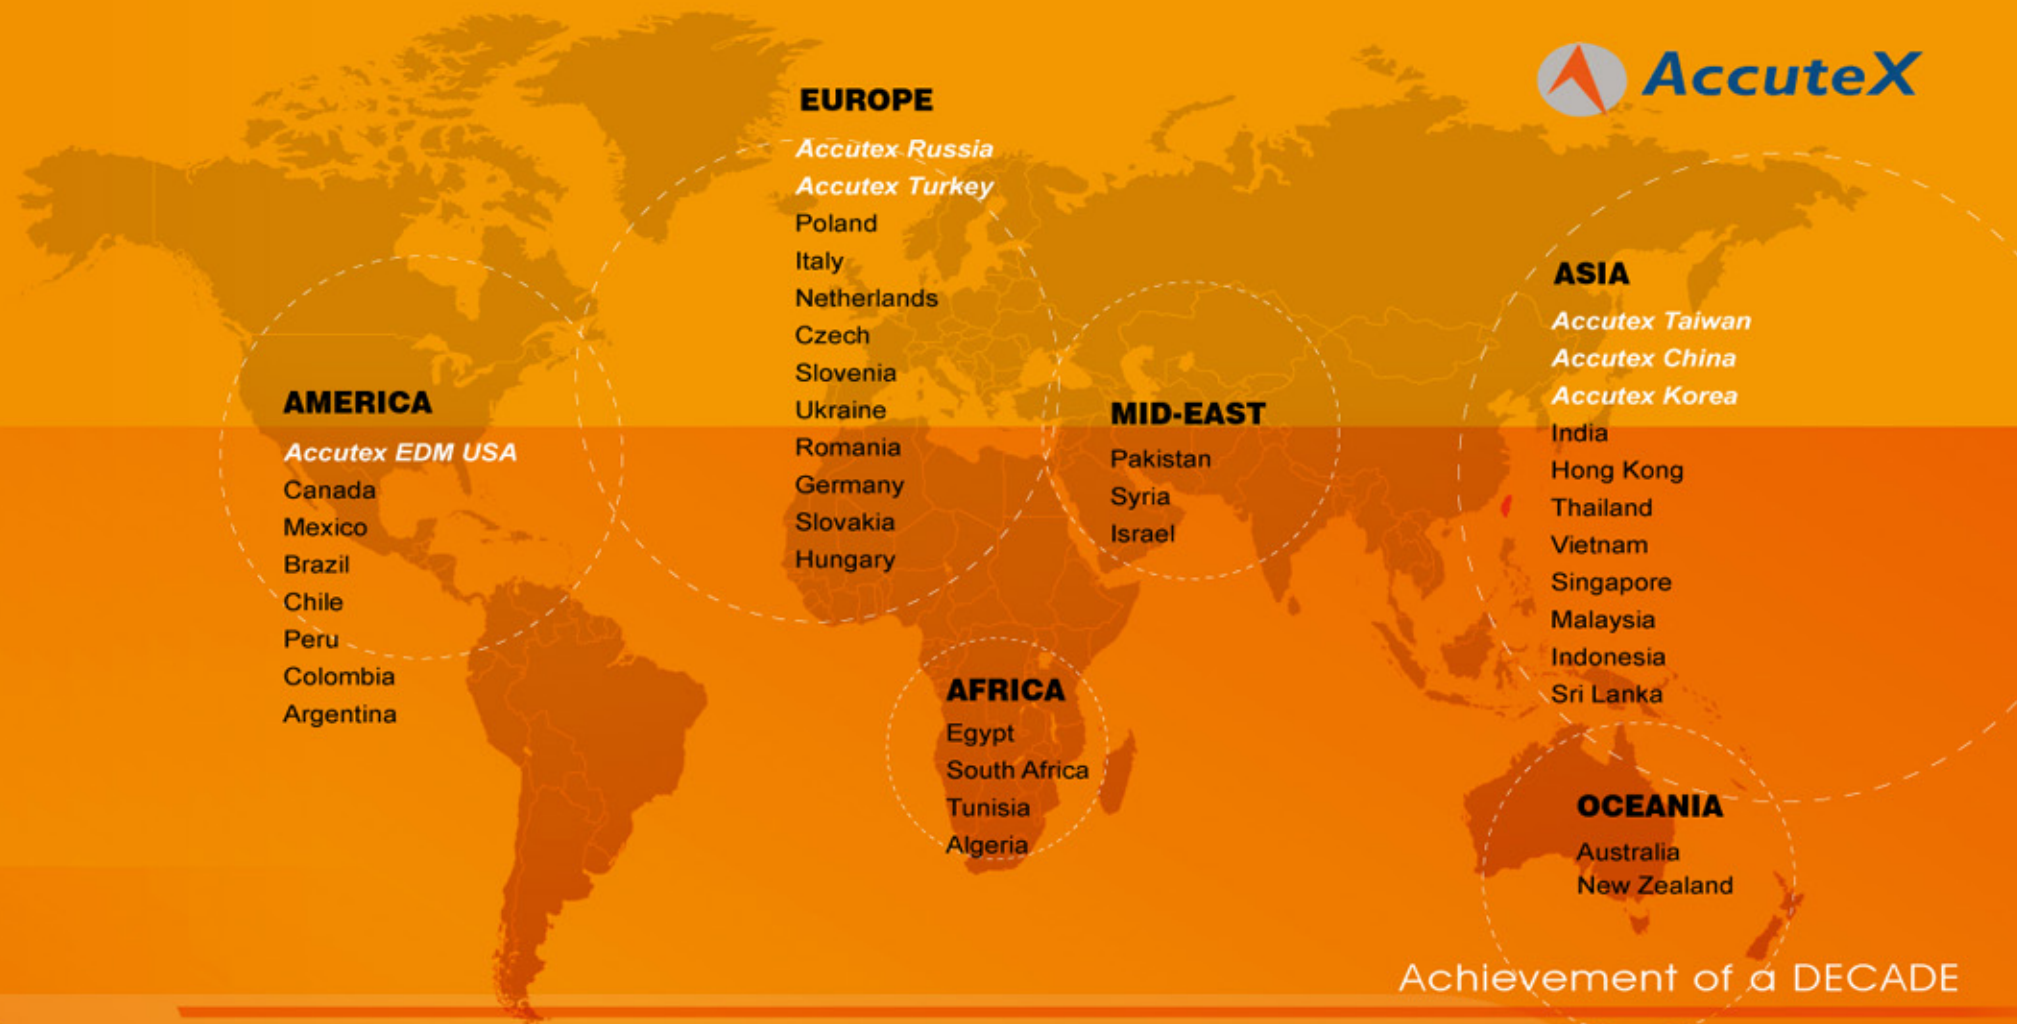 AccuteX
EUROPE
Accutex Russia
Accutex Turkey
Poland
Italy
Netherlands
Czech
Slovenia
Ukraine
Romania
Germany
Slovakia
Hungary
AMERICA
Accutex EDM USA
Canada
Mexico
Brazil
Chile
Peru
Colombia
Argentina
MID-EAST
Pakistan
Syria
Israel
AFRICA
Egypt
South Africa
Tunisia
Algeria
ASIA
Accutex Taiwan
Accutex China
Accutex Korea
India
Hong Kong
Thailand
Vietnam
Singapore
Malaysia
Indonesia
Sri Lanka
OCEANIA
Australia
New Zealand
Achievement of a DECADE